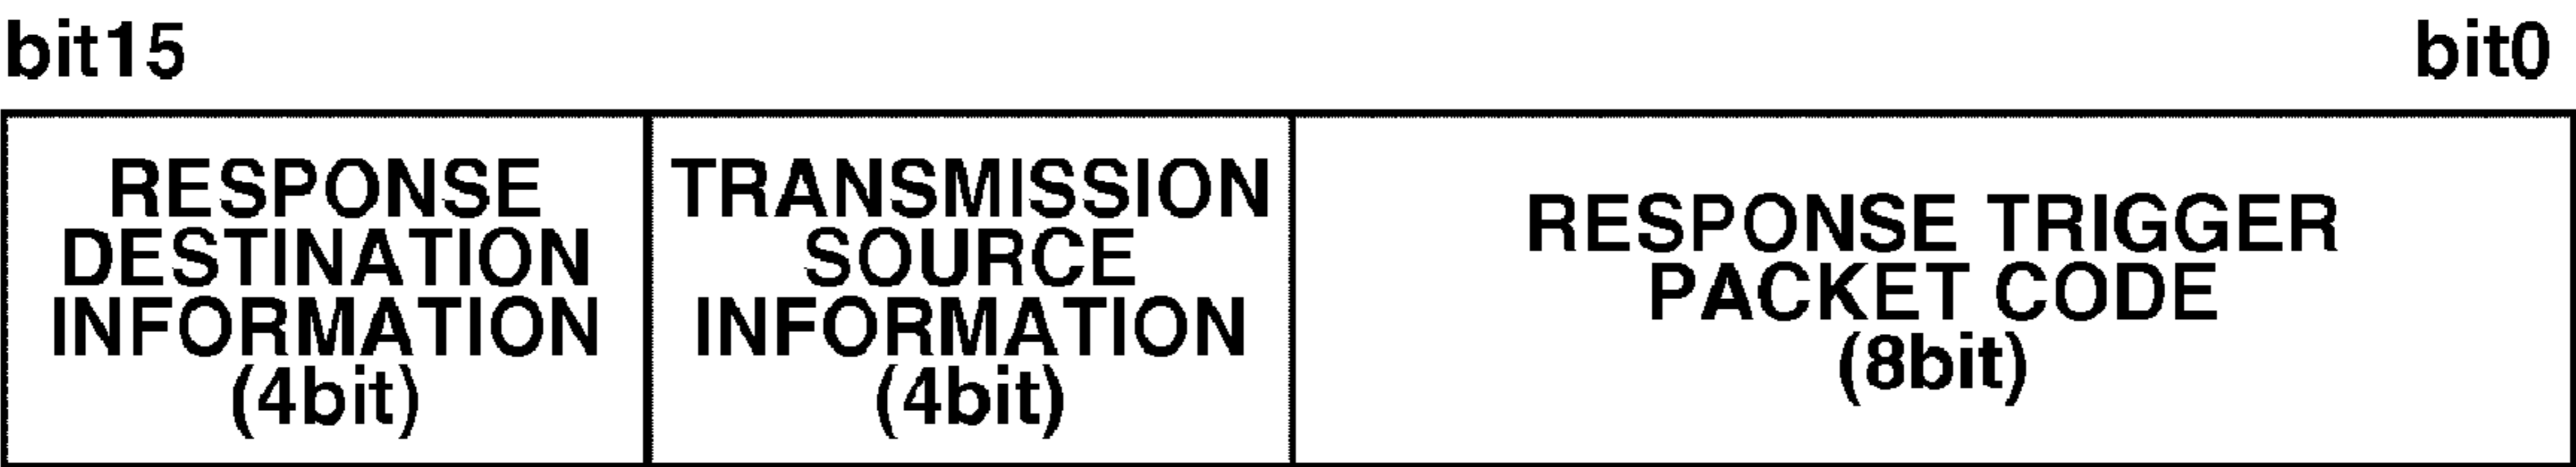 bit15 bit0
RESPONSE
DESTINATION
INFORMATION
(4bit)
TRANSMISSION
SOURCE
INFORMATION
(4bit)
RESPONSE TRIGGER
PACKET CODE
(8bit)